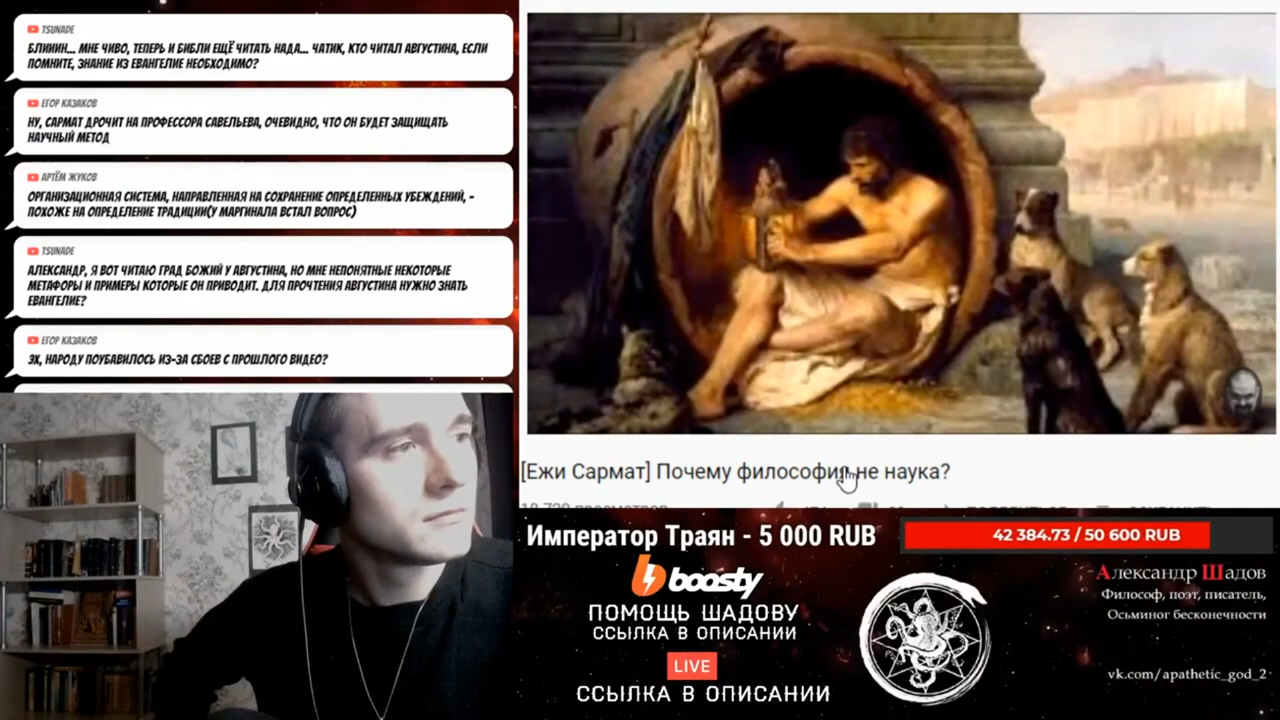 TSUNADE
БЛИИИН... МНЕ ЧИВО, ТЕПЕРЬ И БИБЛИ ЕЩЁ ЧИТАТЬ НАДА... ЧАТИК, КТО ЧИТАЛ АВГУСТИНА, ЕСЛИ
ПОМНИТЕ, ЗНАНИЕ ИЗ ЕВАНГЕЛИЕ НЕОБХОДИМО?
ЕГОР КАЗАКОВ
НУ, САРМАТ ДРОЧИТ НА ПРОФЕССОРА САВЕЛЬЕВА, ОЧЕВИДНО, ЧТО ОН БУДЕТ ЗАЩИЩАТЬ
НАУЧНЫЙ МЕТОД
АРТЁМ ЖУКОВ
ОРГАНИЗАЦИОННАЯ СИСТЕМА, НАПРАВЛЕННАЯ НА СОХРАНЕНИЕ ОПРЕДЕЛЕННЫХ УБЕЖДЕНИЙ, -
ПОХОЖЕ НА ОПРЕДЕЛЕНИЕ ТРАДИЦИИ(У МАРГИНАЛА ВСТАЛ ВОПРОС)
TSUNADE
АЛЕКСАНДР, Я ВОТ ЧИТАЮ ГРАД БОЖИЙ У АВГУСТИНА, НО МНЕ НЕПОНЯТНЫЕ НЕКОТОРЫЕ
МЕТАФОРЫ И ПРИМЕРЫ КОТОРЫЕ ОН ПРИВОДИТ. ДЛЯ ПРОЧТЕНИЯ АВГУСТИНА НУЖНО ЗНАТЬ
ЕВАНГЕЛИЕ?
ЕГОР КАЗАКОВ
ЭХ, НАРОДУ ПОУБАВИЛОСЬ ИЗ-ЗА СБОЕВ С ПРОШЛОГО ВИДЕО?
[Ежи Сармат] Почему философия не наука?
Император Траян - 5 000 RUB
42 384.73 / 50 600 RUB
boosty
ПОМОЩЬ ШАДОВУ
ССЫЛКА В ОПИСАНИИ
LIVE
ССЫЛКА В ОПИСАНИИ
Александр Шадов
Философ, поэт, писатель,
Осьминог бесконечности
vk.com/apathetic_god_2